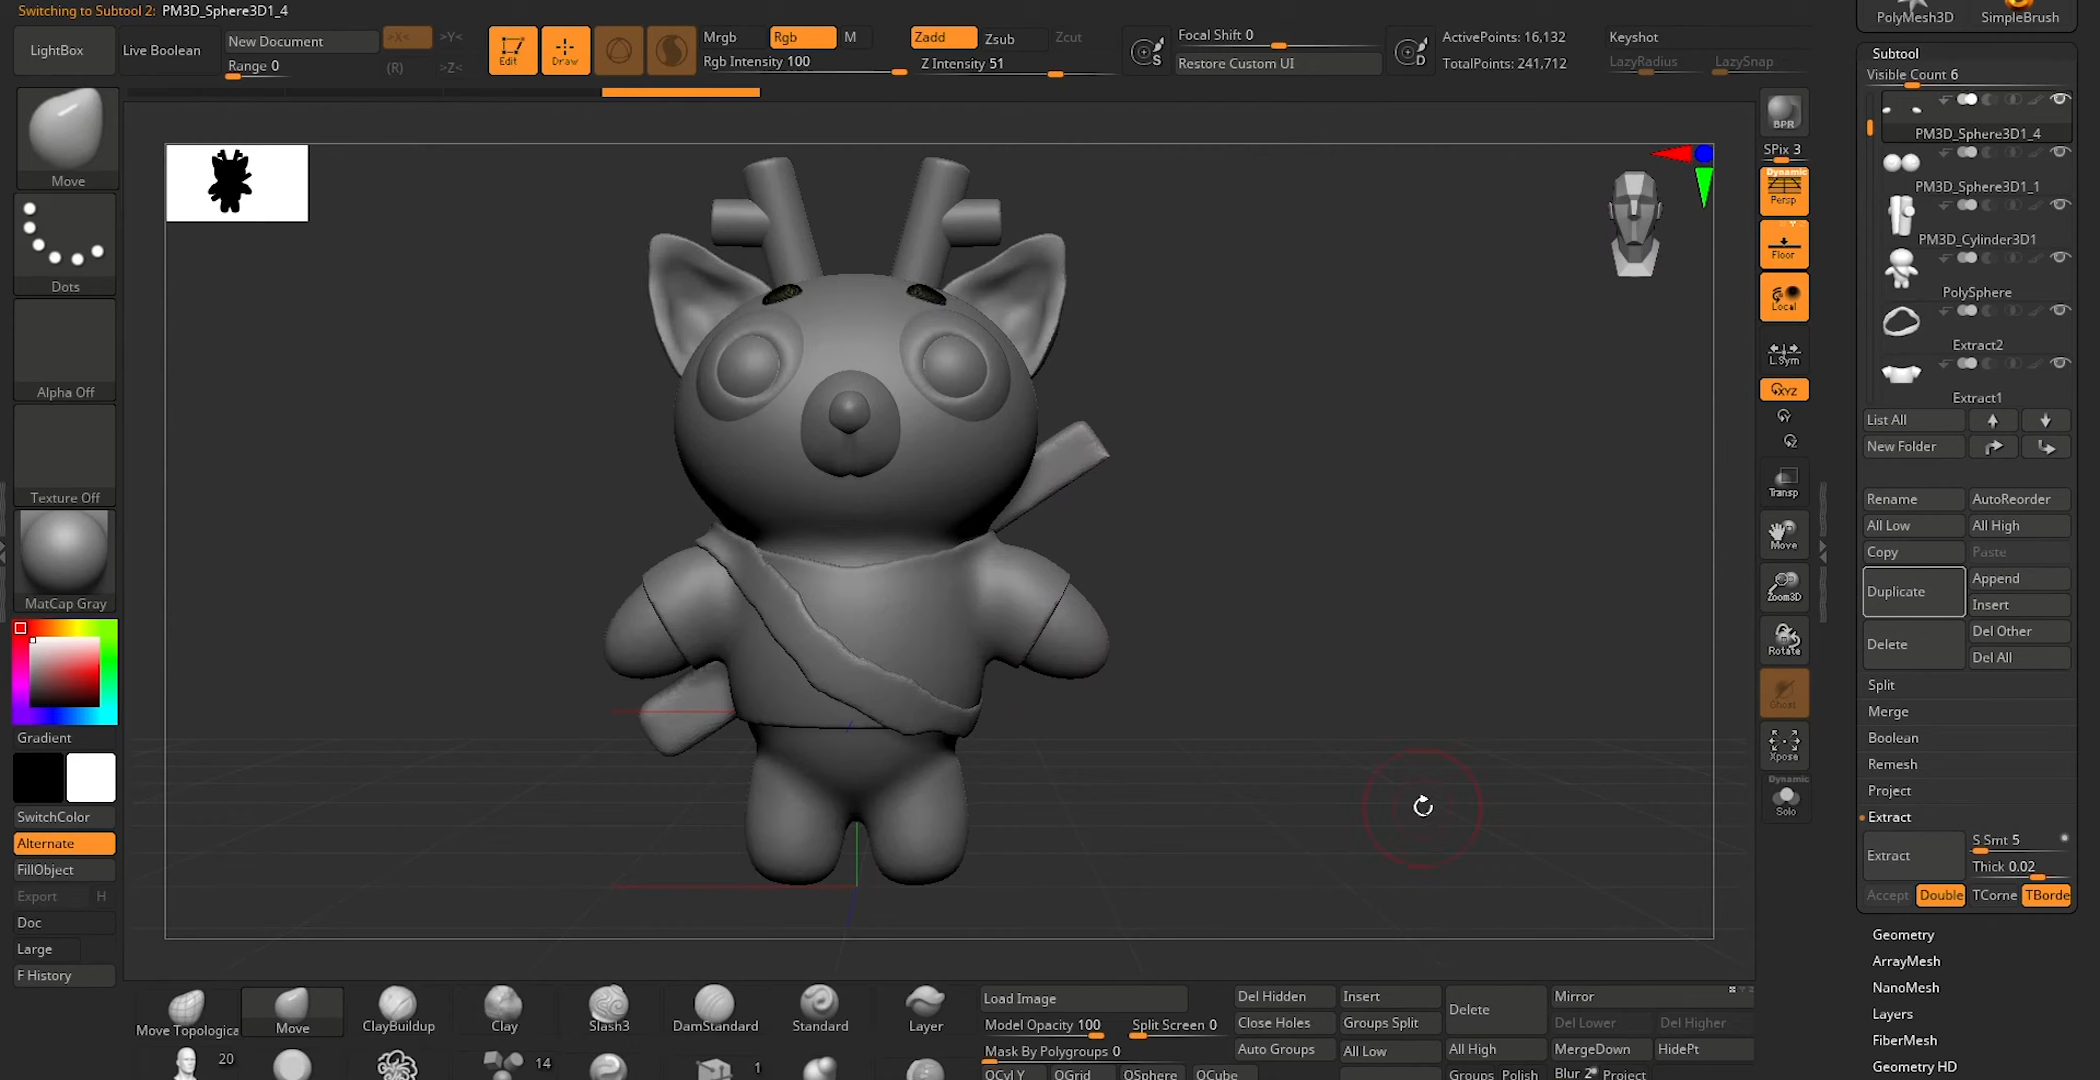 Switching to Subtool 2: PM3D_Sphere3D1_4
LightBox
Live Boolean
New Document
Range 0
>X<
>Y<
(R)
>Z<
Edit
Draw
Mrgb
Rgb
M
Rgb Intensity 100
Zadd
Zsub
Zcut
Z Intensity 51
S
Focal Shift 0
Restore Custom UI
D
ActivePoints: 16,132
TotalPoints: 241,712
Keyshot
LazyRadius
LazySnap
PolyMesh3D
SimpleBrush
Move
Dots
Alpha Off
Texture Off
MatCap Gray
Gradient
SwitchColor
Alternate
FillObject
Export
H
Doc
Large
F History
BPR
SPix 3
Dynamic
Persp
Floor
Local
L.Sym
XYZ
Transp
Move
Zoom3D
Rotate
Ghost
Xpose
Dynamic
Solo
Subtool
Visible Count 6
PM3D_Sphere3D1_4
PM3D_Sphere3D1_1
PM3D_Cylinder3D1
PolySphere
Extract2
Extract1
List All
New Folder
Rename
AutoReorder
All Low
All High
Copy
Paste
Duplicate
Append
Insert
Delete
Del Other
Del All
Split
Merge
Boolean
Remesh
Project
Extract
Extract
S Smt 5
Thick 0.02
Accept
Double
TCorne
TBorde
Geometry
ArrayMesh
NanoMesh
Layers
FiberMesh
Geometry HD
Move Topologica
Move
ClayBuildup
Clay
Slash3
DamStandard
Standard
Layer
20
14
1
Load Image
Model Opacity 100
Split Screen 0
Mask By Polygroups 0
QCyl Y
QGrid
QSphere
QCube
Del Hidden
Insert
Delete
Mirror
Close Holes
Groups Split
Del Lower
Del Higher
Auto Groups
All Low
All High
MergeDown
HidePt
Groups
Polish
Blur 2
Project